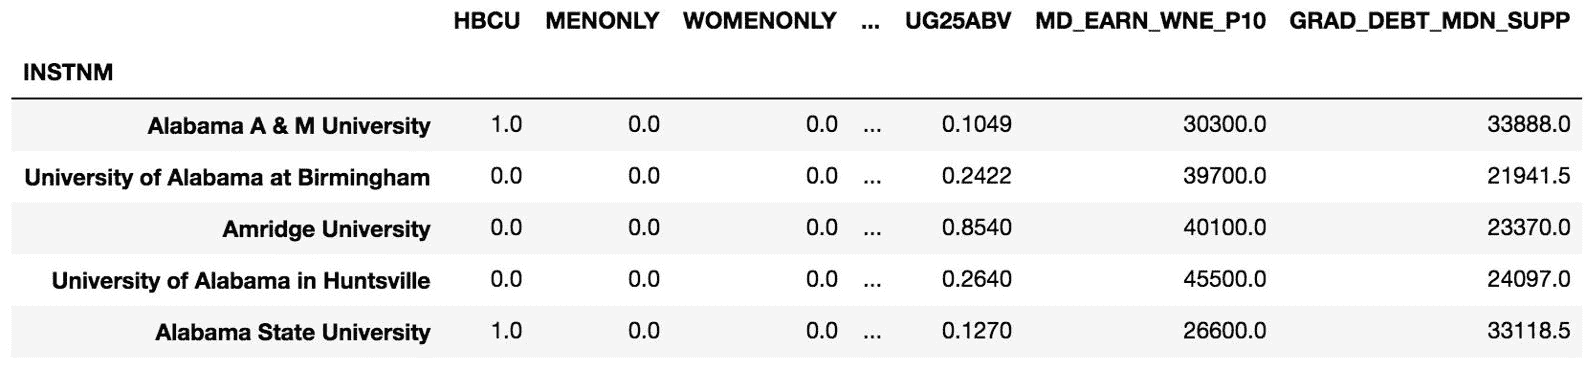 HBCU MENONLY WOMENONLY ... UG25ABV MD_EARN_WNE_P10 GRAD_DEBT_MDN_SUPP
INSTNM
Alabama A & M University 1.0 0.0 0.0 ... 0.1049 30300.0 33888.0
University of Alabama at Birmingham 0.0 0.0 0.0 ... 0.2422 39700.0 21941.5
Amridge University 0.0 0.0 0.0 ... 0.8540 40100.0 23370.0
University of Alabama in Huntsville 0.0 0.0 0.0 ... 0.2640 45500.0 24097.0
Alabama State University 1.0 0.0 0.0 ... 0.1270 26600.0 33118.5